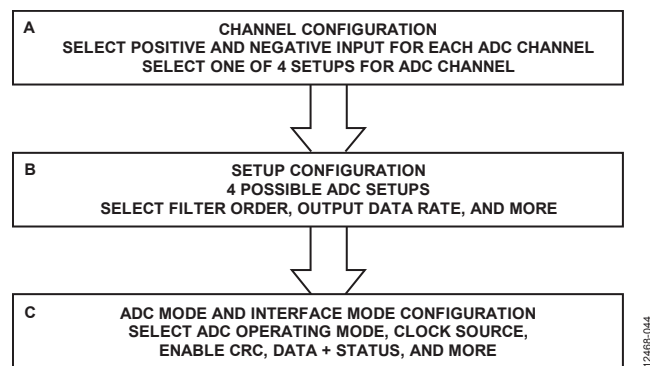 A
CHANNEL CONFIGURATION
SELECT POSITIVE AND NEGATIVE INPUT FOR EACH ADC CHANNEL
SELECT ONE OF 4 SETUPS FOR ADC CHANNEL
B
SETUP CONFIGURATION
4 POSSIBLE ADC SETUPS
SELECT FILTER ORDER, OUTPUT DATA RATE, AND MORE
C
ADC MODE AND INTERFACE MODE CONFIGURATION
SELECT ADC OPERATING MODE, CLOCK SOURCE,
ENABLE CRC, DATA + STATUS, AND MORE
12468-044